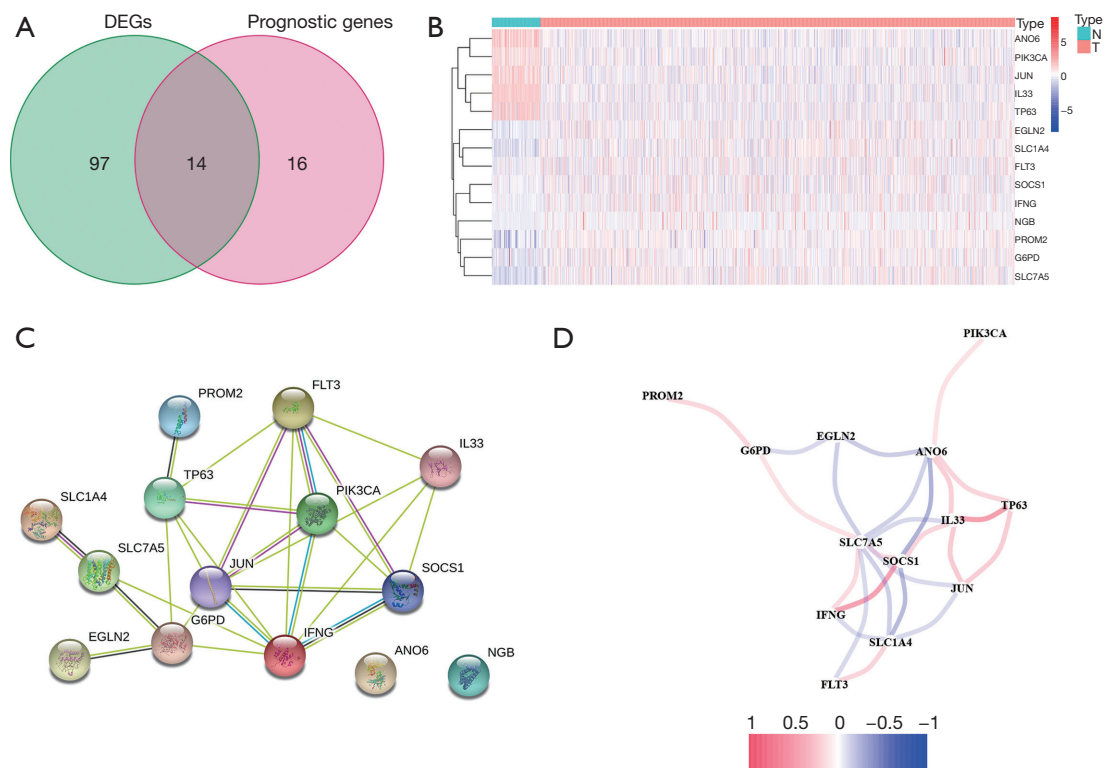 A
DEGs
Prognostic genes
97
14
16
B
Type
ANO6
PIK3CA
JUN
IL33
TP63
EGLN2
SLC1A4
FLT3
SOCS1
IFNG
NGB
PROM2
G6PD
SLC7A5
5
0
−5
Type
N
T
C
PROM2
FLT3
IL33
TP63
PIK3CA
SLC1A4
SLC7A5
JUN
SOCS1
G6PD
IFNG
EGLN2
ANO6
NGB
D
PIK3CA
PROM2
EGLN2
G6PD
ANO6
TP63
IL33
SLC7A5
SOCS1
JUN
IFNG
SLC1A4
FLT3
1 0.5 0 −0.5 −1